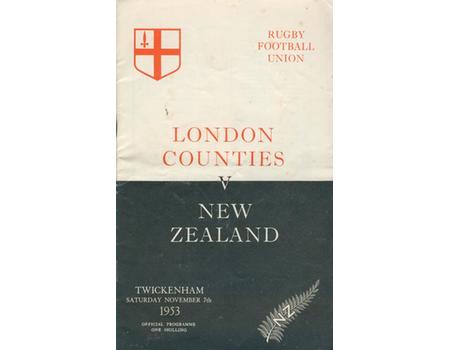 RUGBY
FOOTBALL
UNION
LONDON
COUNTIES
V
NEW
ZEALAND
TWICKENHAM
SATURDAY NOVEMBER 7th
1953
OFFICIAL PROGRAMME
ONE SHILLING
NZ